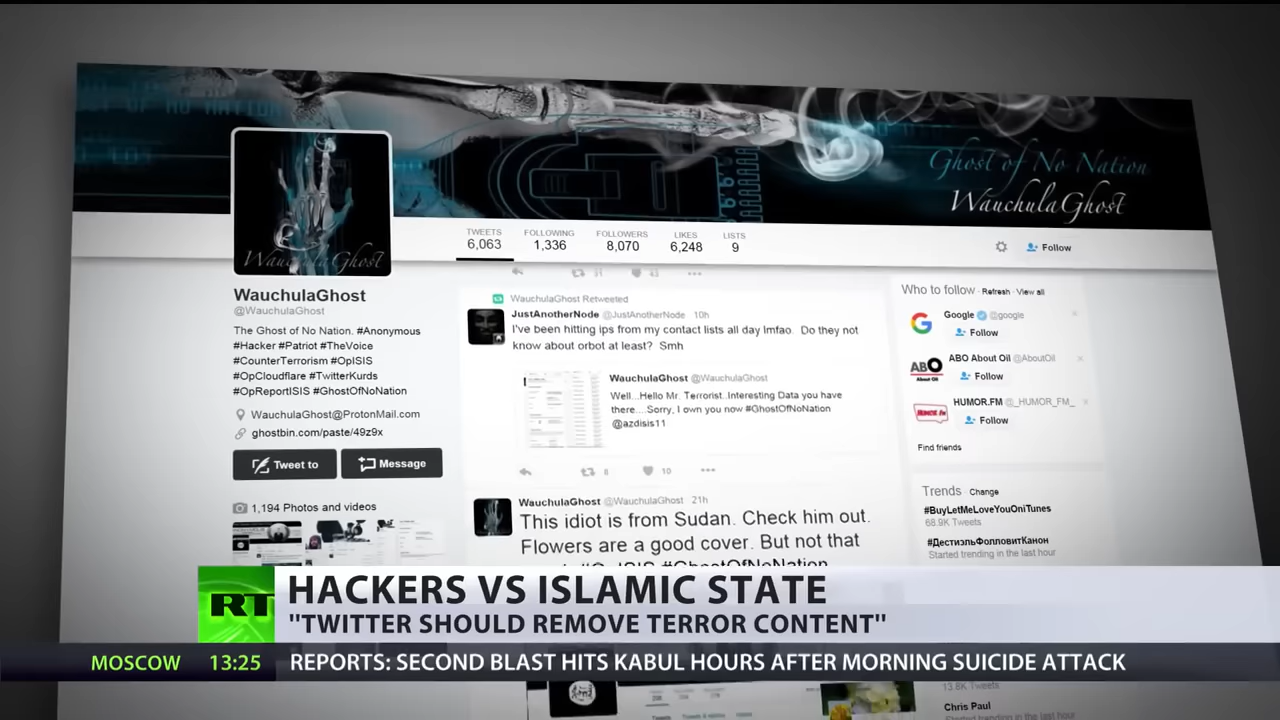 Ghost of No Nation
WauchulaGhost
WauchulaGhost
TWEETS
6,063
FOLLOWING
1,336
FOLLOWERS
8,070
LIKES
6,248
LISTS
9
Follow
WauchulaGhost
@WauchulaGhost
The Ghost of No Nation. #Anonymous
#Hacker #Patriot #TheVoice
#CounterTerrorism #OpISIS
#OpCloudflare #TwitterKurds
#OpReportISIS #GhostOfNoNation
WauchulaGhost@ProtonMail.com
ghostbin.com/paste/49z9x
Tweet to
Message
1,194 Photos and videos
WauchulaGhost Retweeted
JustAnotherNode @JustAnotherNode 10h
I've been hitting ips from my contact lists all day lmfao. Do they not
know about orbot at least? Smh
WauchulaGhost @WauchulaGhost
Well...Hello Mr. Terrorist..Interesting Data you have
there....Sorry, I own you now #GhostOfNoNation
@azdisis11
8
10
WauchulaGhost @WauchulaGhost 21h
This idiot is from Sudan. Check him out.
Flowers are a good cover. But not that
Who to follow · Refresh · View all
Google @google
Follow
ABO About Oil @AboutOil
Follow
HUMOR.FM @_HUMOR_FM_
Follow
Find friends
Trends · Change
#BuyLetMeLoveYouOniTunes
68.9K Tweets
#ДестиэльФолловитКанон
Started trending in the last hour
RT
HACKERS VS ISLAMIC STATE
"TWITTER SHOULD REMOVE TERROR CONTENT"
MOSCOW 13:25
REPORTS: SECOND BLAST HITS KABUL HOURS AFTER MORNING SUICIDE ATTACK
13.8K Tweets
Chris Paul
Started trending in the last hour